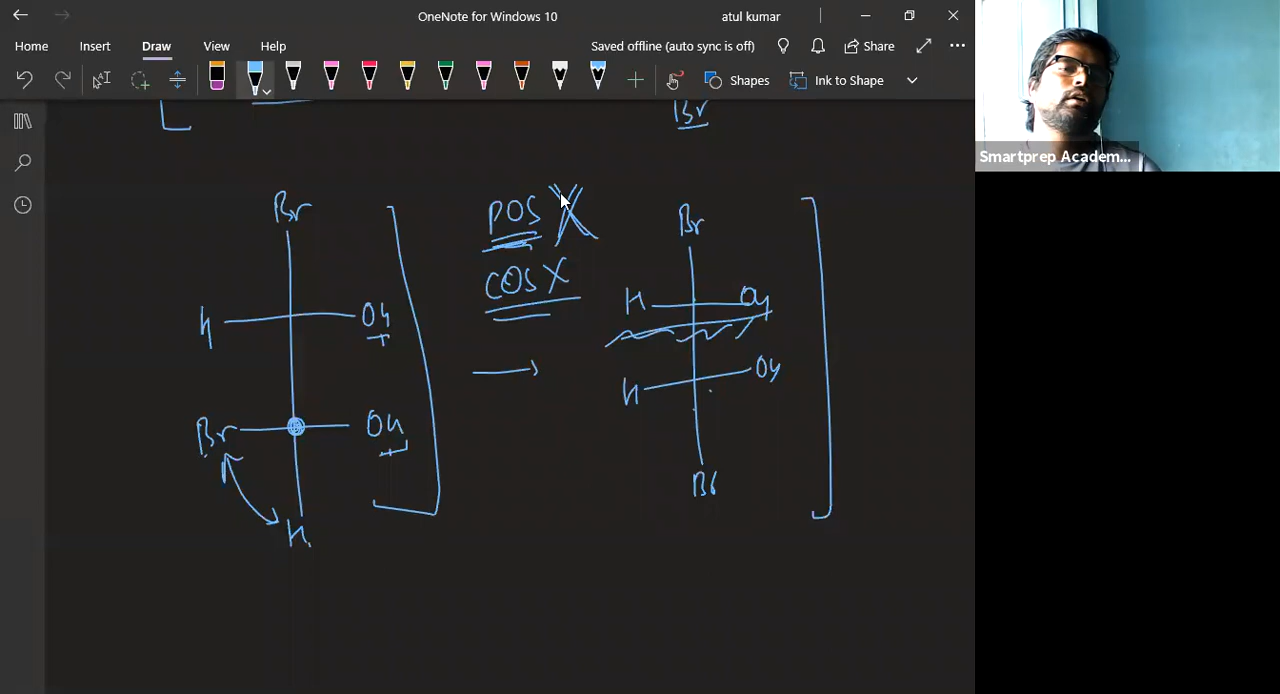 OneNote for Windows 10
atul kumar
Home Insert Draw View Help
Saved offline (auto sync is off)
Share
Shapes
Ink to Shape
Smartprep Academ...
Br
Br
H OH
Br OH
H
POS X
COS X
Br
H OH
H OH
Br